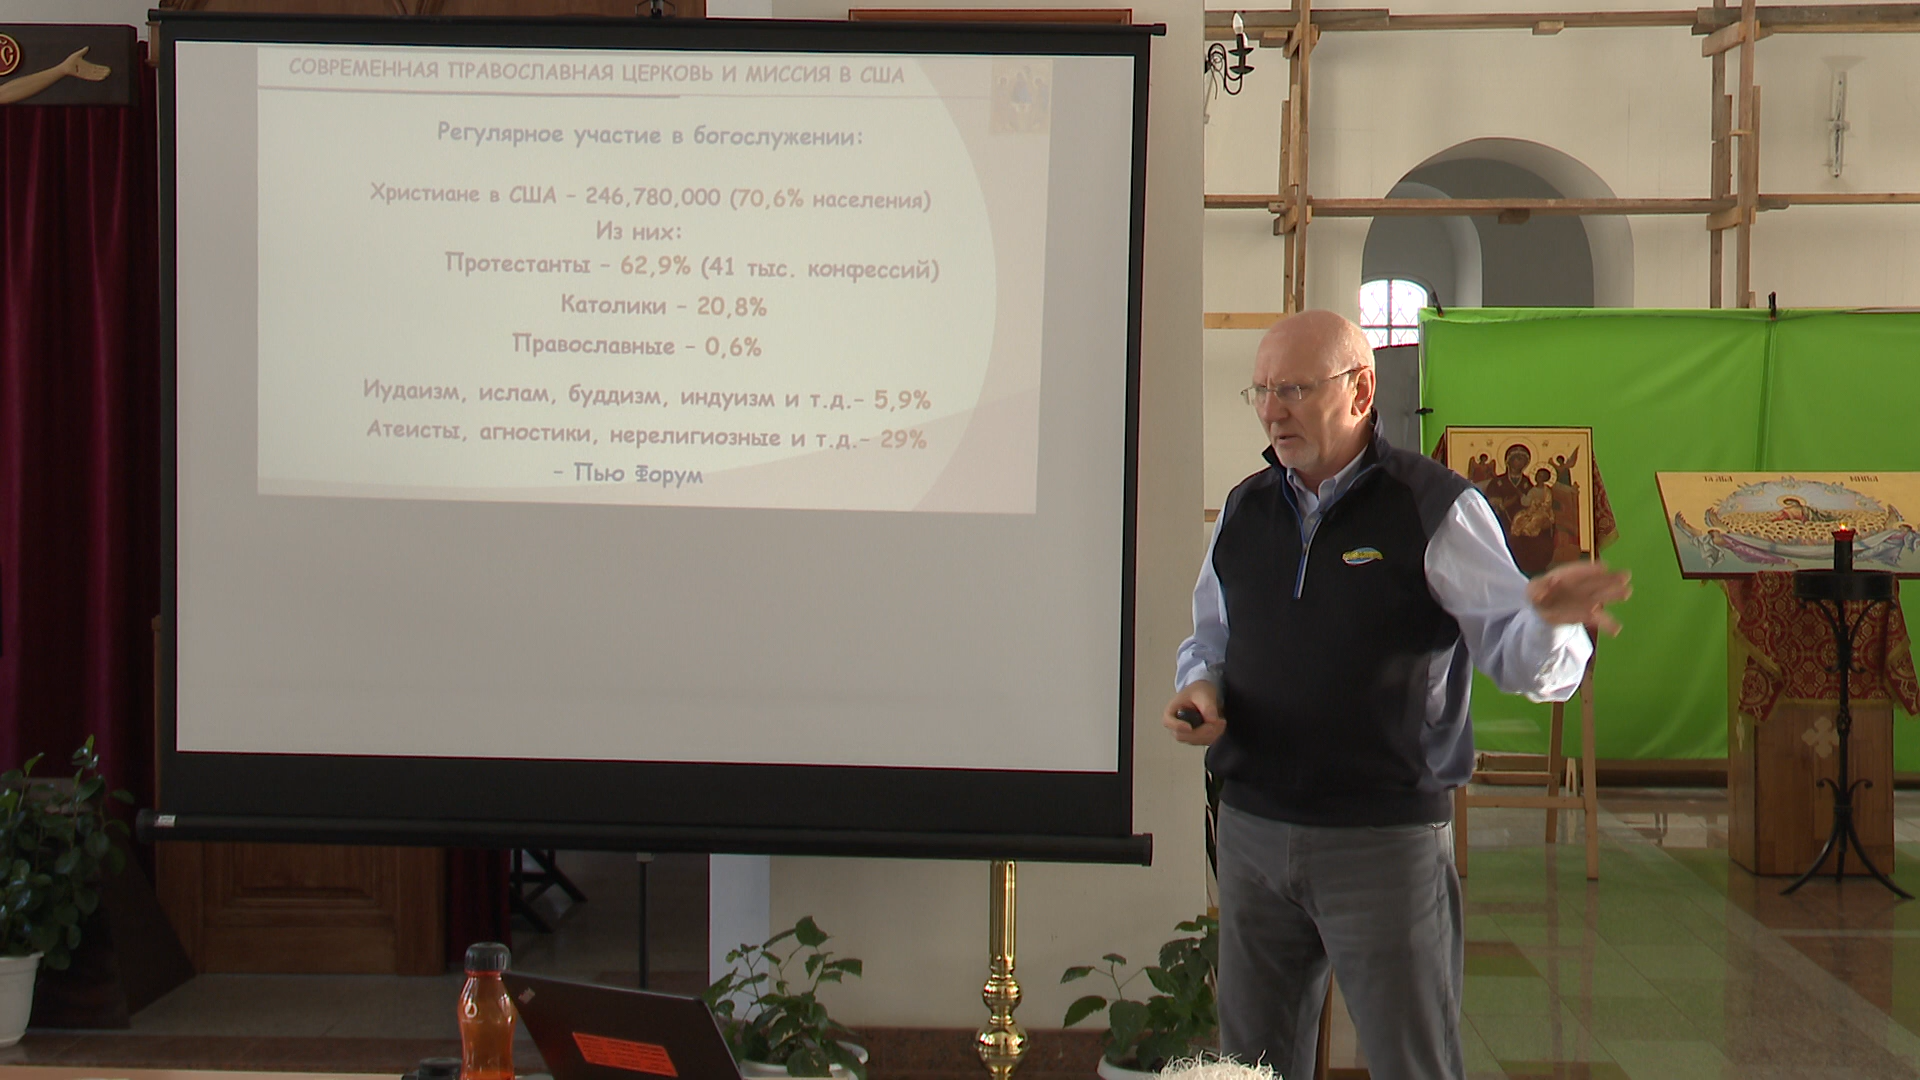 СОВРЕМЕННАЯ ПРАВОСЛАВНАЯ ЦЕРКОВЬ И МИССИЯ В США
Регулярное участие в богослужении:
Христиане в США – 246,780,000 (70,6% населения)
Из них:
Протестанты – 62,9% (41 тыс. конфессий)
Католики – 20,8%
Православные – 0,6%
Иудаизм, ислам, буддизм, индуизм и т.д.– 5,9%
Атеисты, агностики, нерелигиозные и т.д.– 29%
– Пью Форум